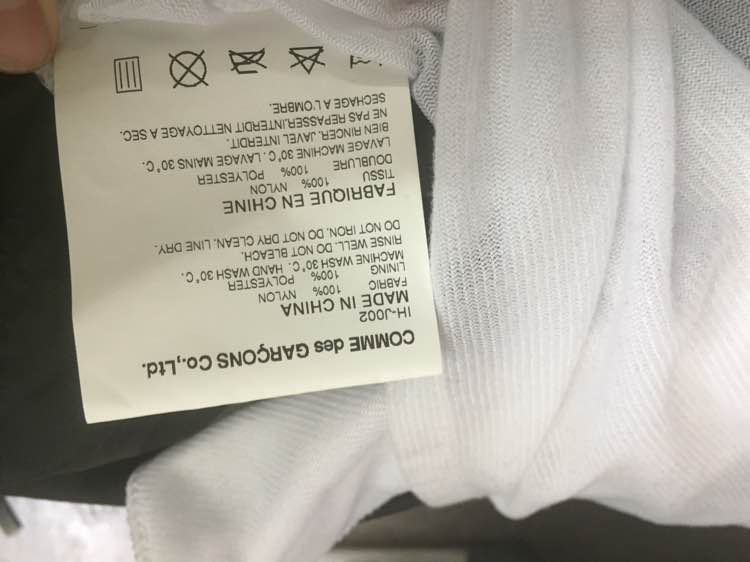 COMME des GARÇONS Co.,Ltd.
IH-J002
MADE IN CHINA
FABRIC 100% NYLON
LINING 100% POLYESTER
MACHINE WASH 30°C. HAND WASH 30°C.
RINSE WELL. DO NOT BLEACH.
DO NOT IRON. DO NOT DRY CLEAN. LINE DRY.
FABRIQUE EN CHINE
TISSU 100% NYLON
DOUBLURE 100% POLYESTER
LAVAGE MACHINE 30°C. LAVAGE MAINS 30°C.
BIEN RINCER. JAVEL INTERDIT.
NE PAS REPASSER.INTERDIT NETTOYAGE A SEC.
SECHAGE A L'OMBRE.